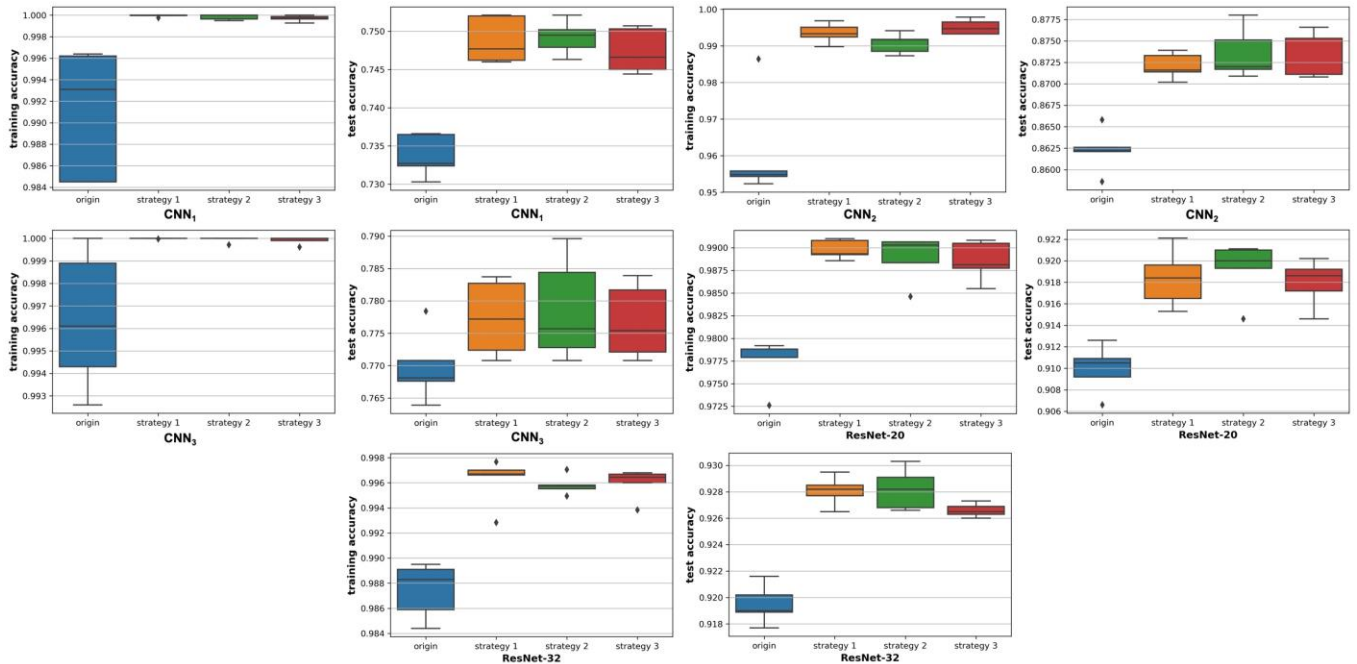 training accuracy
1.000
0.998
0.996
0.994
0.992
0.990
0.988
0.986
0.984
origin strategy 1 strategy 2 strategy 3
CNN1
test accuracy
0.750
0.745
0.740
0.735
0.730
origin strategy 1 strategy 2 strategy 3
CNN1
training accuracy
1.00
0.99
0.98
0.97
0.96
0.95
origin strategy 1 strategy 2 strategy 3
CNN2
test accuracy
0.8775
0.8750
0.8725
0.8700
0.8675
0.8650
0.8625
0.8600
origin strategy 1 strategy 2 strategy 3
CNN2
training accuracy
1.000
0.999
0.998
0.997
0.996
0.995
0.994
0.993
origin strategy 1 strategy 2 strategy 3
CNN3
test accuracy
0.790
0.785
0.780
0.775
0.770
0.765
origin strategy 1 strategy 2 strategy 3
CNN3
training accuracy
0.9900
0.9875
0.9850
0.9825
0.9800
0.9775
0.9750
0.9725
origin strategy 1 strategy 2 strategy 3
ResNet-20
test accuracy
0.922
0.920
0.918
0.916
0.914
0.912
0.910
0.908
0.906
origin strategy 1 strategy 2 strategy 3
ResNet-20
training accuracy
0.998
0.996
0.994
0.992
0.990
0.988
0.986
0.984
origin strategy 1 strategy 2 strategy 3
ResNet-32
test accuracy
0.930
0.928
0.926
0.924
0.922
0.920
0.918
origin strategy 1 strategy 2 strategy 3
ResNet-32